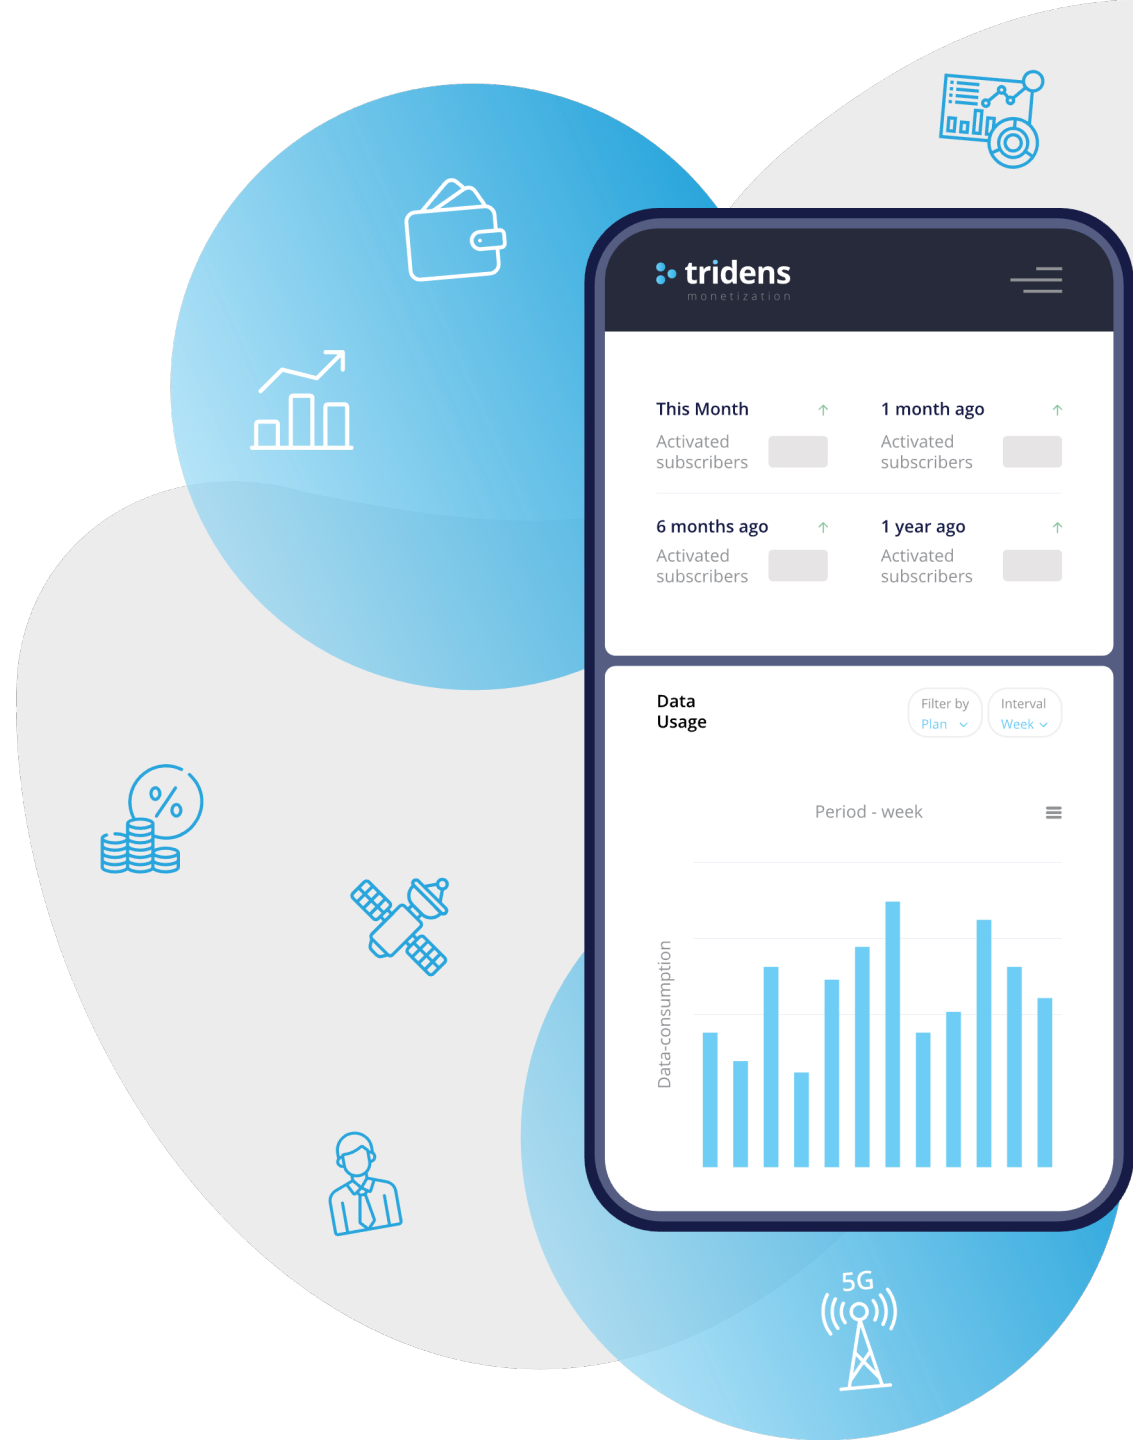 tridens
monetization
This Month
Activated
subscribers
1 month ago
Activated
subscribers
6 months ago
Activated
subscribers
1 year ago
Activated
subscribers
Data
Usage
Filter by
Plan
Interval
Week
Period - week
Data-consumption
%
5G